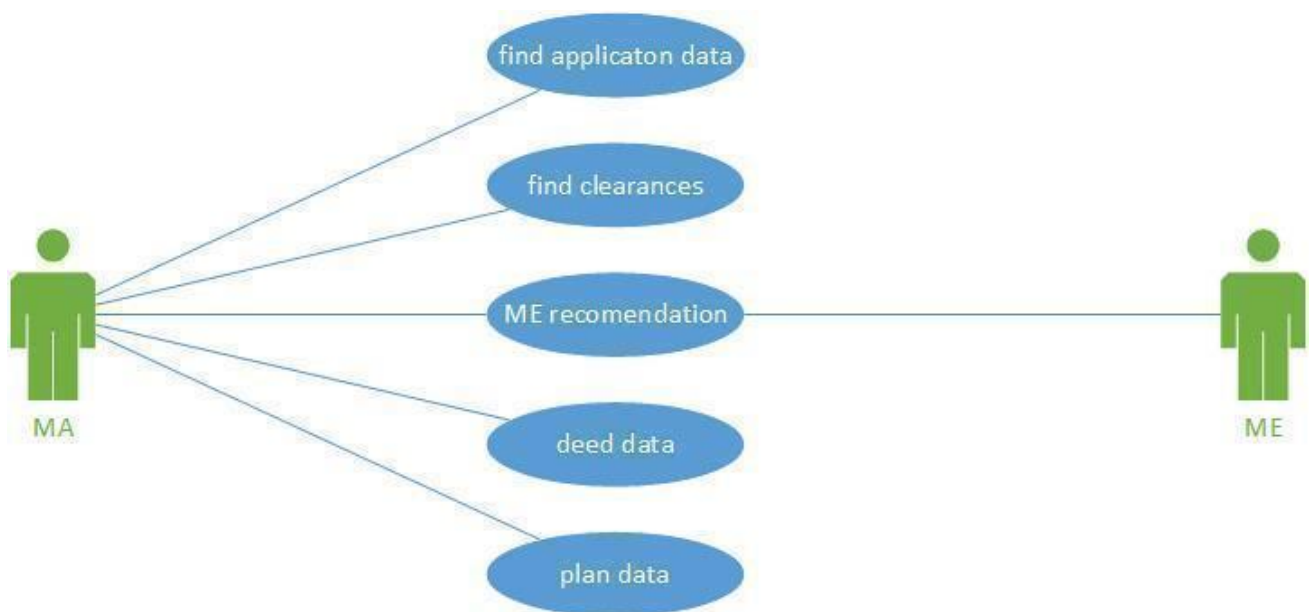 find applicaton data
find clearances
ME recomendation
deed data
plan data
MA
ME